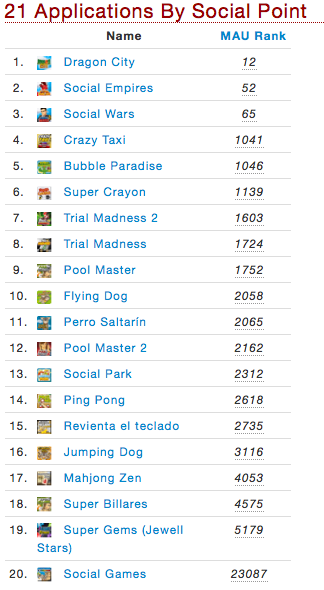 21 Applications By Social Point
Name MAU Rank
1. Dragon City 12
2. Social Empires 52
3. Social Wars 65
4. Crazy Taxi 1041
5. Bubble Paradise 1046
6. Super Crayon 1139
7. Trial Madness 2 1603
8. Trial Madness 1724
9. Pool Master 1752
10. Flying Dog 2058
11. Perro Saltarín 2065
12. Pool Master 2 2162
13. Social Park 2312
14. Ping Pong 2618
15. Revienta el teclado 2735
16. Jumping Dog 3116
17. Mahjong Zen 4053
18. Super Billares 4575
19. Super Gems (Jewell 5179
Stars)
20. Social Games 23087